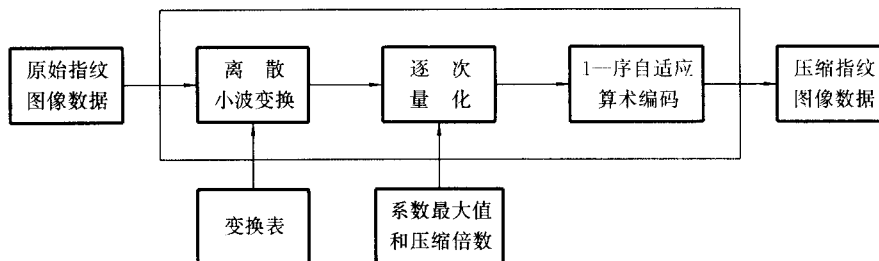 原始指纹
图像数据
离 散
小波变换
逐 次
量 化
1—序自适应
算术编码
压缩指纹
图像数据
变换表
系数最大值
和压缩倍数